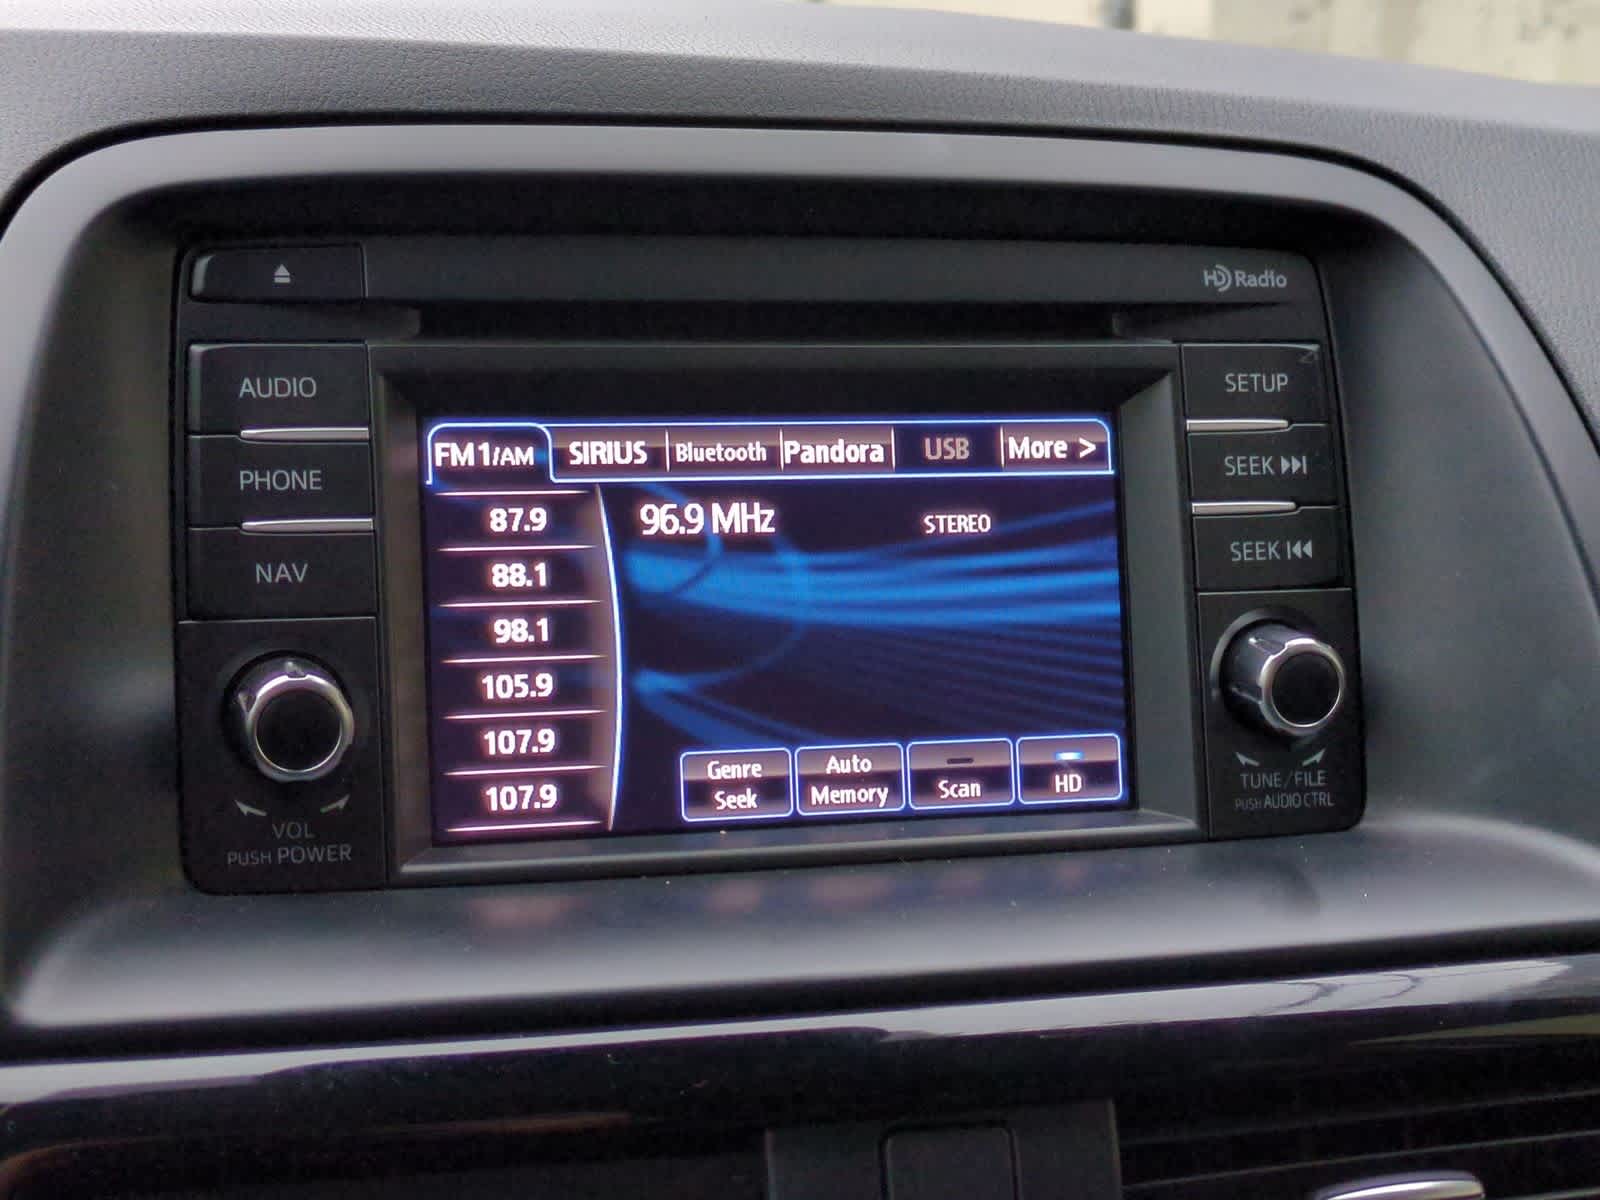 HD Radio
AUDIO
PHONE
NAV
VOL
PUSH POWER
FM1/AM SIRIUS Bluetooth Pandora USB More >
87.9
88.1
98.1
105.9
107.9
107.9
96.9 MHz STEREO
Genre
Seek
Auto
Memory
Scan
HD
SETUP
SEEK
SEEK
TUNE/FILE
PUSH AUDIO CTRL